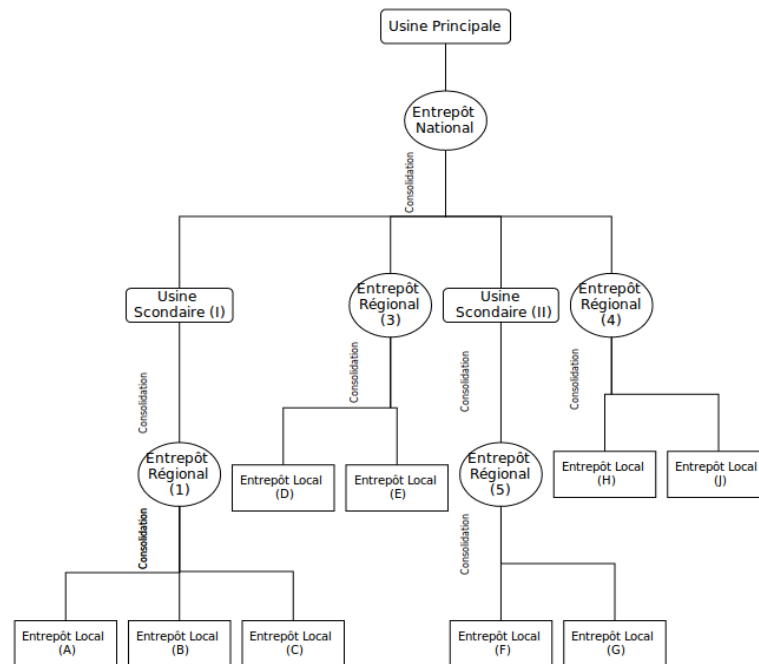 Usine Principale
Entrepôt
National
Consolidation
Usine
Scondaire (I)
Entrepôt
Régional
(3)
Usine
Scondaire (II)
Entrepôt
Régional
(4)
Consolidation
Consolidation
Consolidation
Consolidation
Entrepôt
Régional
(1)
Entrepôt Local
(D)
Entrepôt Local
(E)
Entrepôt
Régional
(5)
Entrepôt Local
(H)
Entrepôt Local
(J)
Consolidation
Consolidation
Entrepôt Local
(A)
Entrepôt Local
(B)
Entrepôt Local
(C)
Entrepôt Local
(F)
Entrepôt Local
(G)